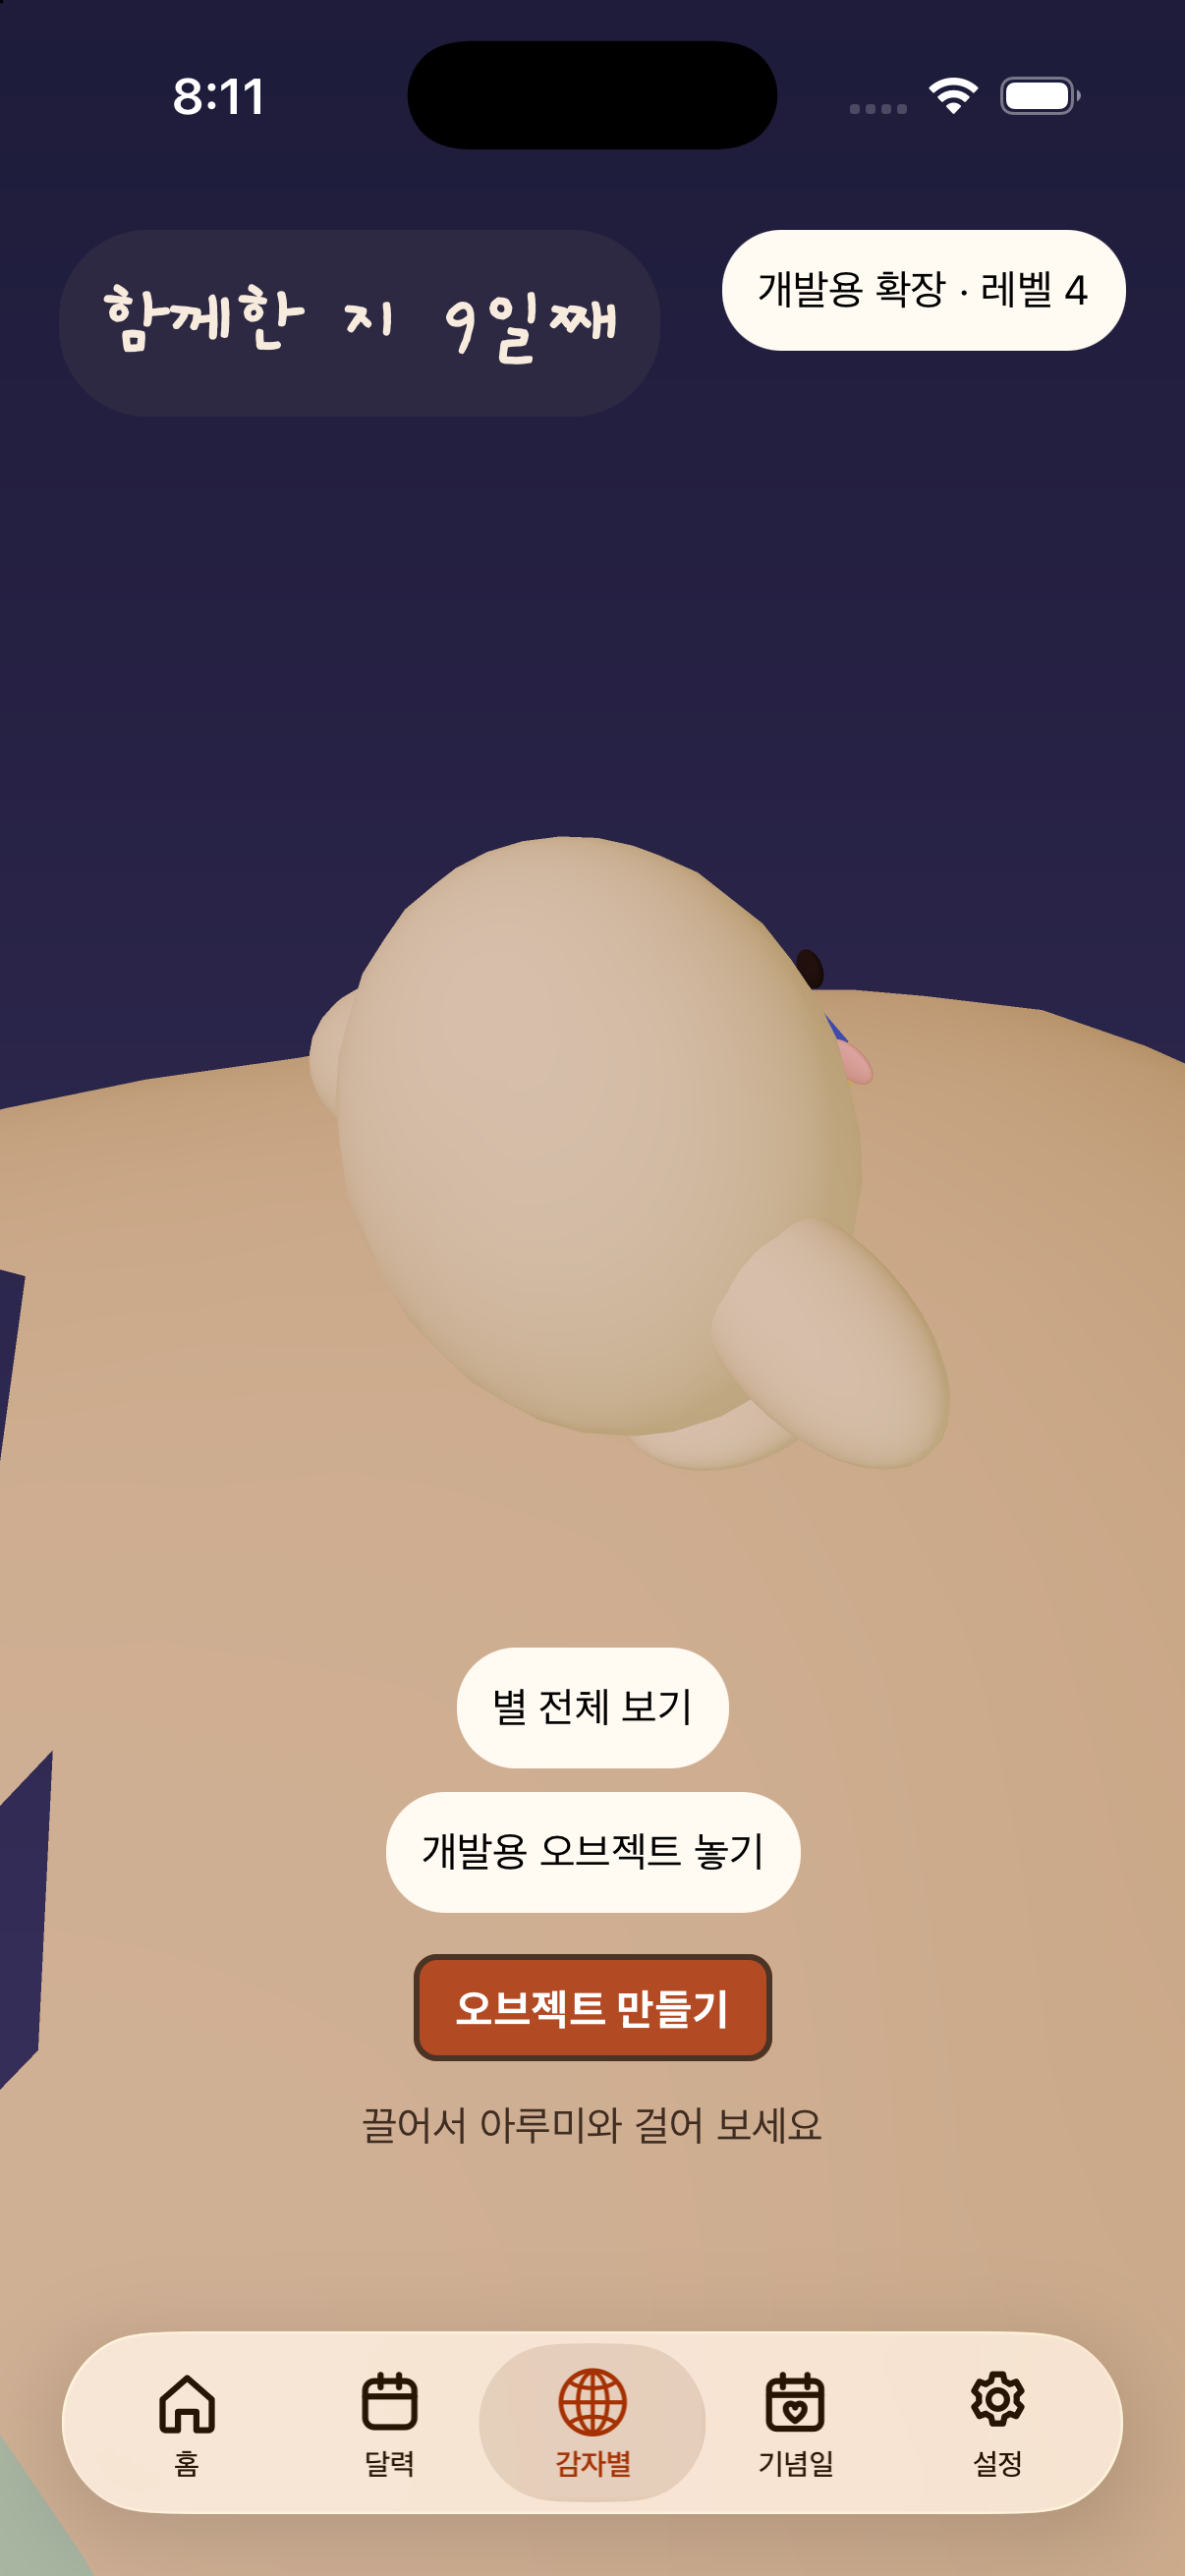 8:11
함께한 지 9일째
개발용 확장 · 레벨 4
별 전체 보기
개발용 오브젝트 놓기
오브젝트 만들기
끌어서 아루미와 걸어 보세요
홈
달력
감자별
기념일
설정